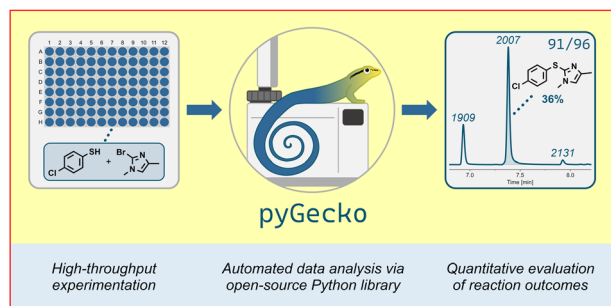 1 2 3 4 5 6 7 8 9 10 11 12
A
B
C
D
E
F
G
H
SH
Cl
+
Br
N
N
pyGecko
91/96
2007
S
N
N
Cl
36%
1909
2131
7.0 7.5 8.0
Time [min]
High-throughput
experimentation
Automated data analysis via
open-source Python library
Quantitative evaluation
of reaction outcomes